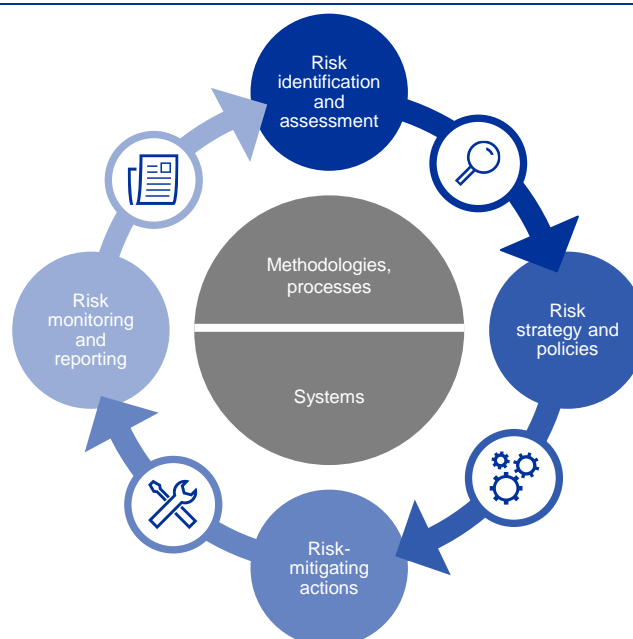 Risk
identification
and
assessment
Methodologies,
processes
Risk
monitoring
and
reporting
Risk
strategy and
policies
Systems
Risk-
mitigating
actions